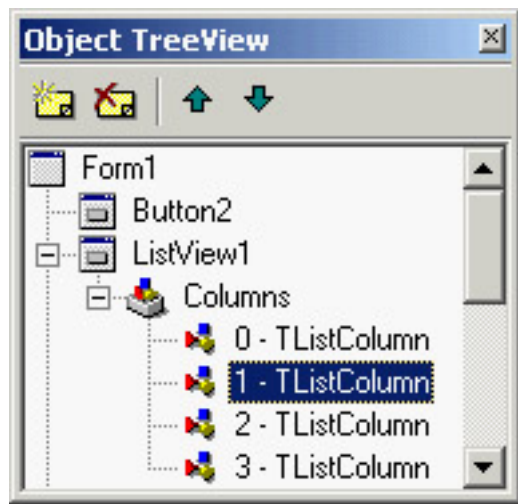 Object TreeView
Form1
Button2
ListView1
Columns
0 - TListColumn
1 - TListColumn
2 - TListColumn
3 - TListColumn